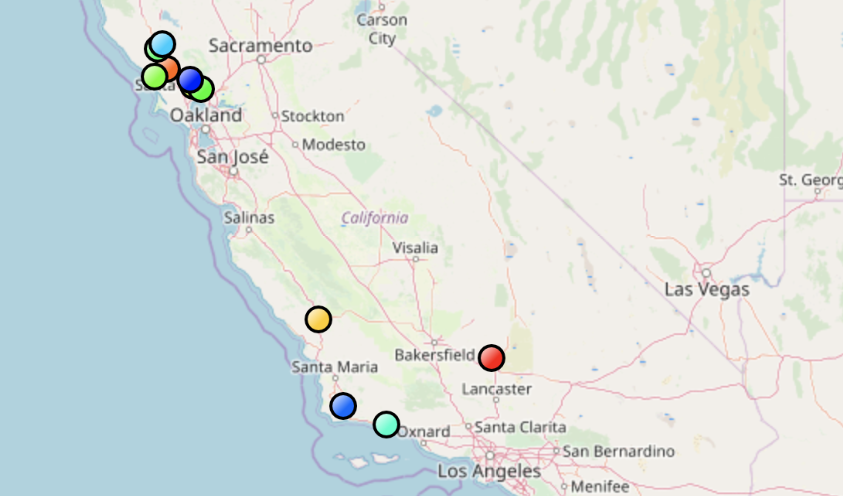 Carson
City
Sacramento
Oakland
Stockton
Modesto
San José
St. Georg
Salinas
California
Visalia
Las Vegas
Bakersfield
Santa Maria
Lancaster
Oxnard
Santa Clarita
San Bernardino
Los Angeles
Menifee